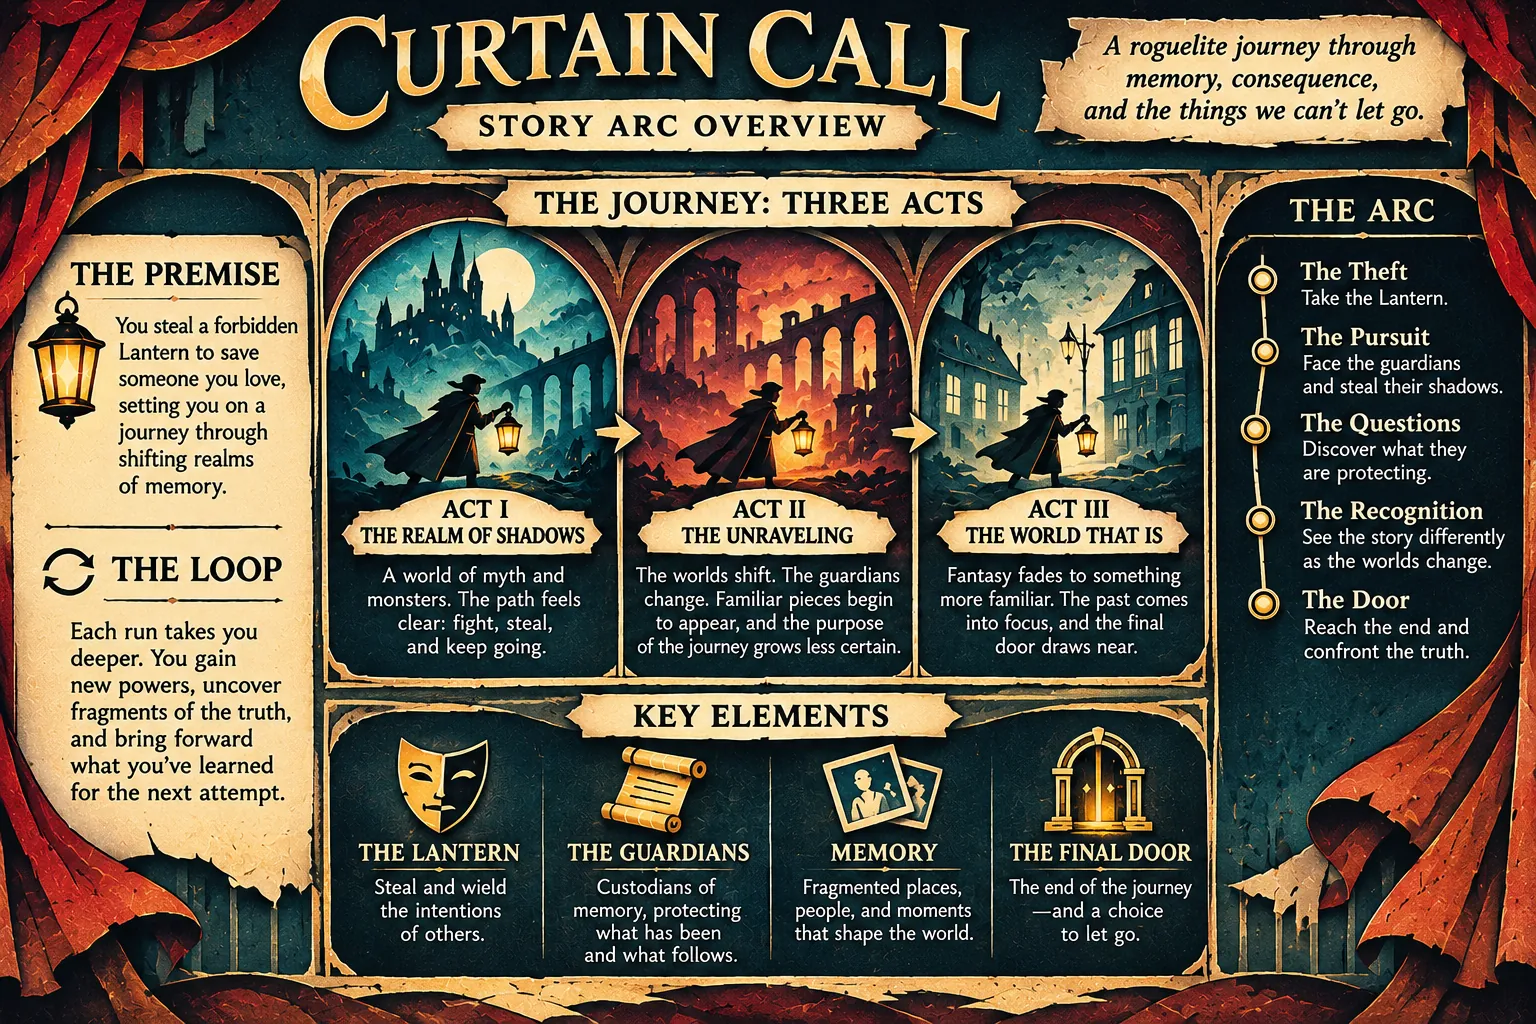 CURTAIN CALL
STORY ARC OVERVIEW
A roguelite journey through
memory, consequence,
and the things we can't let go.
THE PREMISE
You steal a forbidden
Lantern to save
someone you love,
setting you on a
journey through
shifting realms
of memory.
THE LOOP
Each run takes you
deeper. You gain
new powers, uncover
fragments of the truth,
and bring forward
what you've learned
for the next attempt.
THE JOURNEY: THREE ACTS
ACT I
THE REALM OF SHADOWS
A world of myth and
monsters. The path feels
clear: fight, steal,
and keep going.
ACT II
THE UNRAVELING
The worlds shift. The guardians
change. Familiar pieces begin
to appear, and the purpose
of the journey grows less certain.
ACT III
THE WORLD THAT IS
Fantasy fades to something
more familiar. The past comes
into focus, and the final
door draws near.
KEY ELEMENTS
THE LANTERN
Steal and wield
the intentions
of others.
THE GUARDIANS
Custodians of
memory, protecting
what has been
and what follows.
MEMORY
Fragmented places,
people, and moments
that shape the world.
THE FINAL DOOR
The end of the journey
—and a choice
to let go.
THE ARC
The Theft
Take the Lantern.
The Pursuit
Face the guardians
and steal their shadows.
The Questions
Discover what they
are protecting.
The Recognition
See the story differently
as the worlds change.
The Door
Reach the end and
confront the truth.